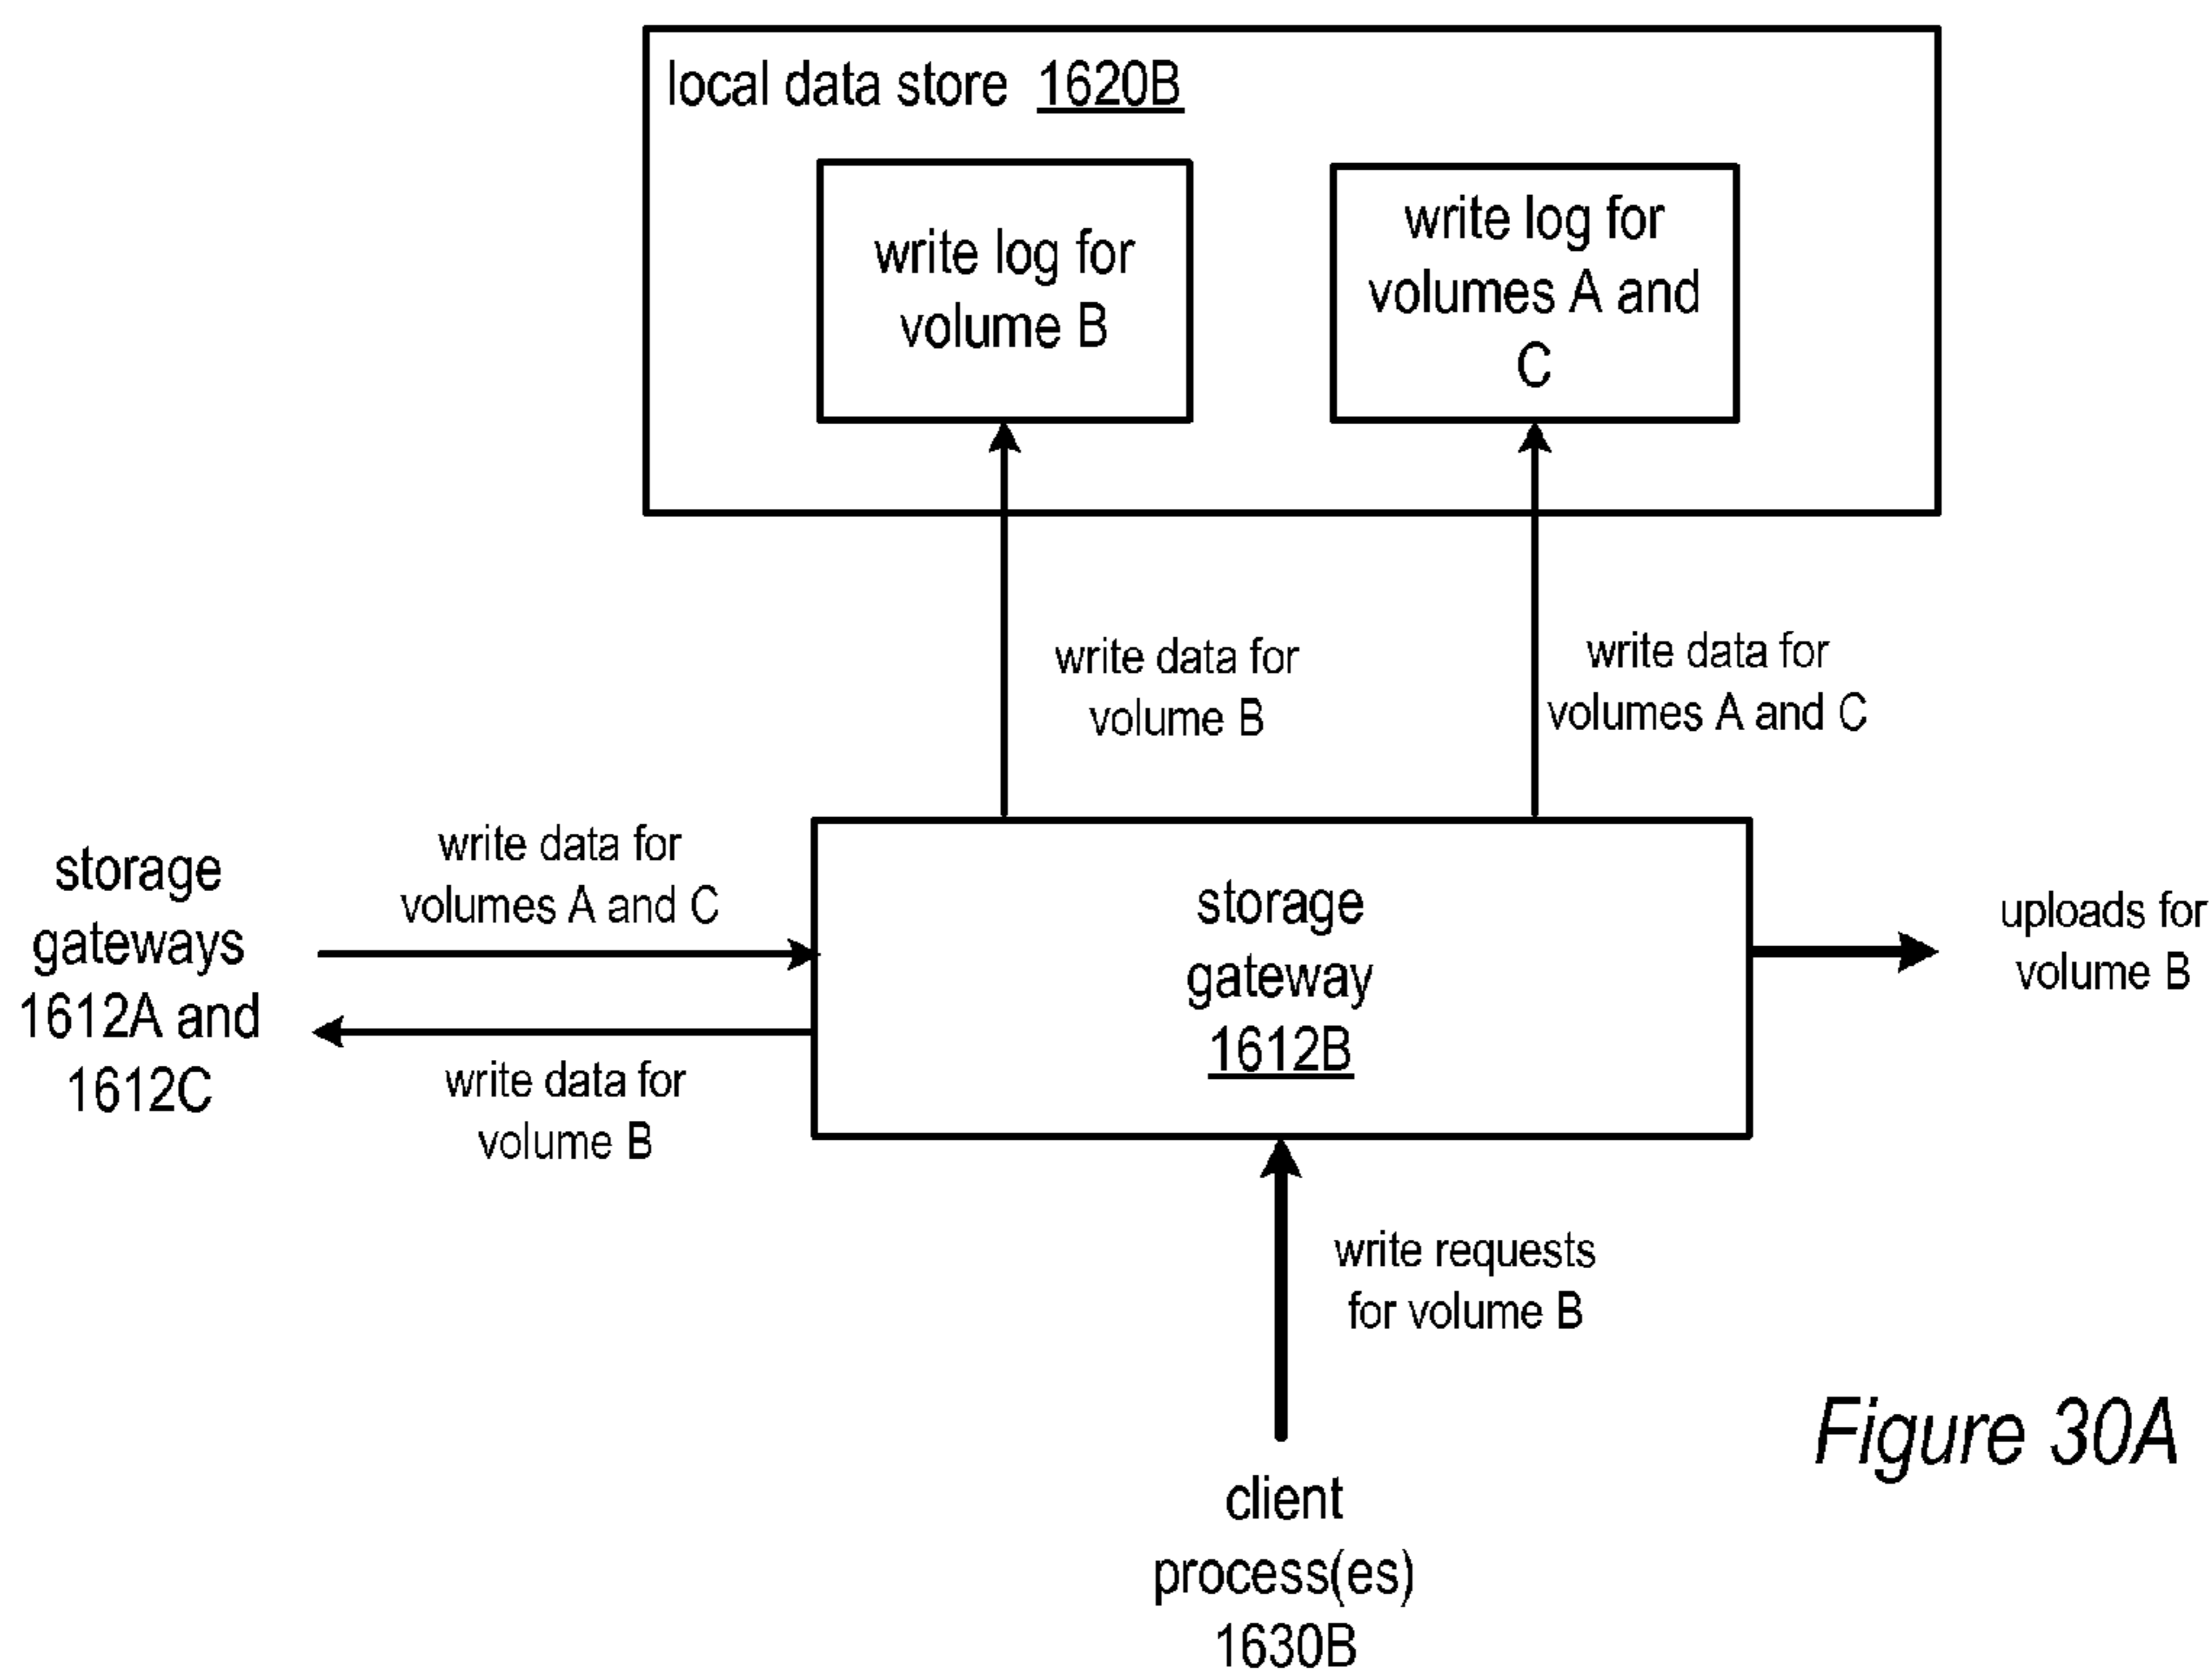 local data store 1620B
write log for
volume B
write log for
volumes A and
C
write data for
volume B
write data for
volumes A and C
storage
gateways
1612A and
1612C
write data for
volumes A and C
write data for
volume B
storage
gateway
1612B
uploads for
volume B
write requests
for volume B
client
process(es)
1630B
Figure 30A